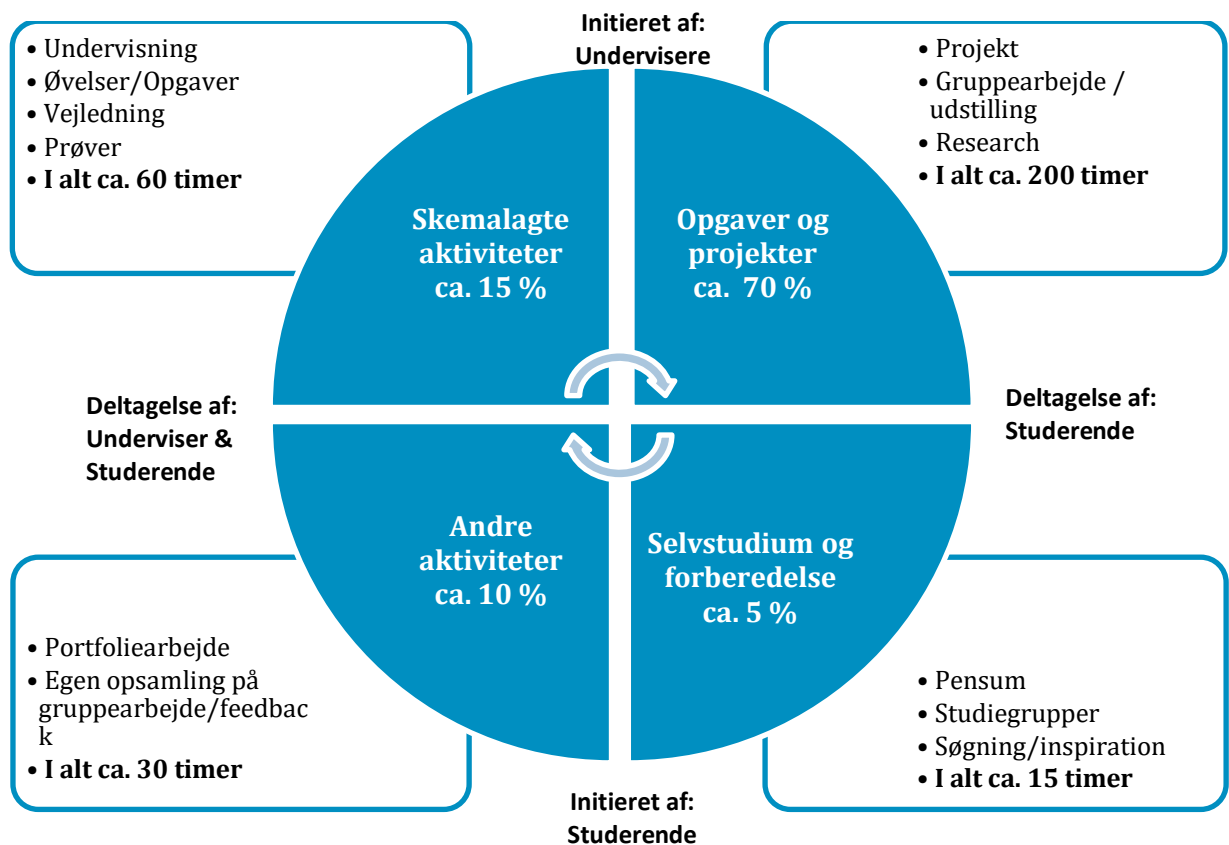 Initieret af:
Undervisere
• Undervisning
• Øvelser/Opgaver
• Vejledning
• Prøver
• I alt ca. 60 timer
• Projekt
• Gruppearbejde /
udstilling
• Research
• I alt ca. 200 timer
Skemalagte
aktiviteter
ca. 15 %
Opgaver og
projekter
ca. 70 %
Deltagelse af:
Underviser &
Studerende
Deltagelse af:
Studerende
Andre
aktiviteter
ca. 10 %
Selvstudium og
forberedelse
ca. 5 %
• Portfoliearbejde
• Egen opsamling på
gruppearbejde/feedbac
k
• I alt ca. 30 timer
• Pensum
• Studiegrupper
• Søgning/inspiration
• I alt ca. 15 timer
Initieret af:
Studerende